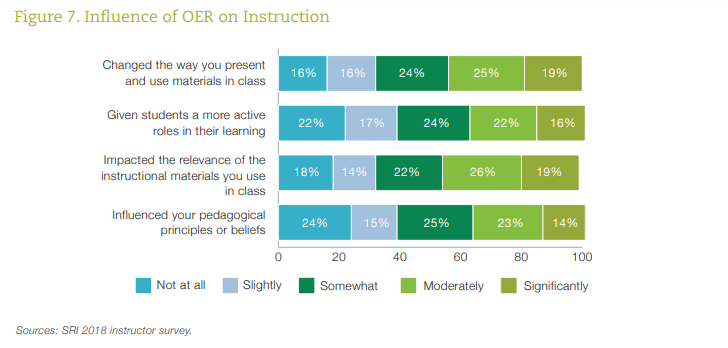 Figure 7. Influence of OER on Instruction
Changed the way you present
and use materials in class
16% 16% 24% 25% 19%
Given students a more active
roles in their learning
22% 17% 24% 22% 16%
Impacted the relevance of the
instructional materials you use
in class
18% 14% 22% 26% 19%
Influenced your pedagogical
principles or beliefs
24% 15% 25% 23% 14%
0 20 40 60 80 100
Not at all Slightly Somewhat Moderately Significantly
Sources: SRI 2018 instructor survey.